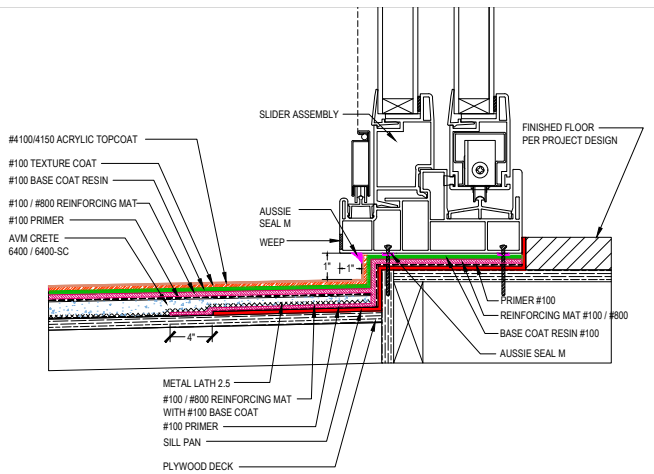 SLIDER ASSEMBLY
FINISHED FLOOR
PER PROJECT DESIGN
#4100/4150 ACRYLIC TOPCOAT
#100 TEXTURE COAT
#100 BASE COAT RESIN
#100 / #800 REINFORCING MAT
#100 PRIMER
AVM CRETE
6400 / 6400-SC
AUSSIE
SEAL M
WEEP
1"
1"
4"
PRIMER #100
REINFORCING MAT #100 / #800
BASE COAT RESIN #100
AUSSIE SEAL M
METAL LATH 2.5
#100 / #800 REINFORCING MAT
WITH #100 BASE COAT
#100 PRIMER
SILL PAN
PLYWOOD DECK